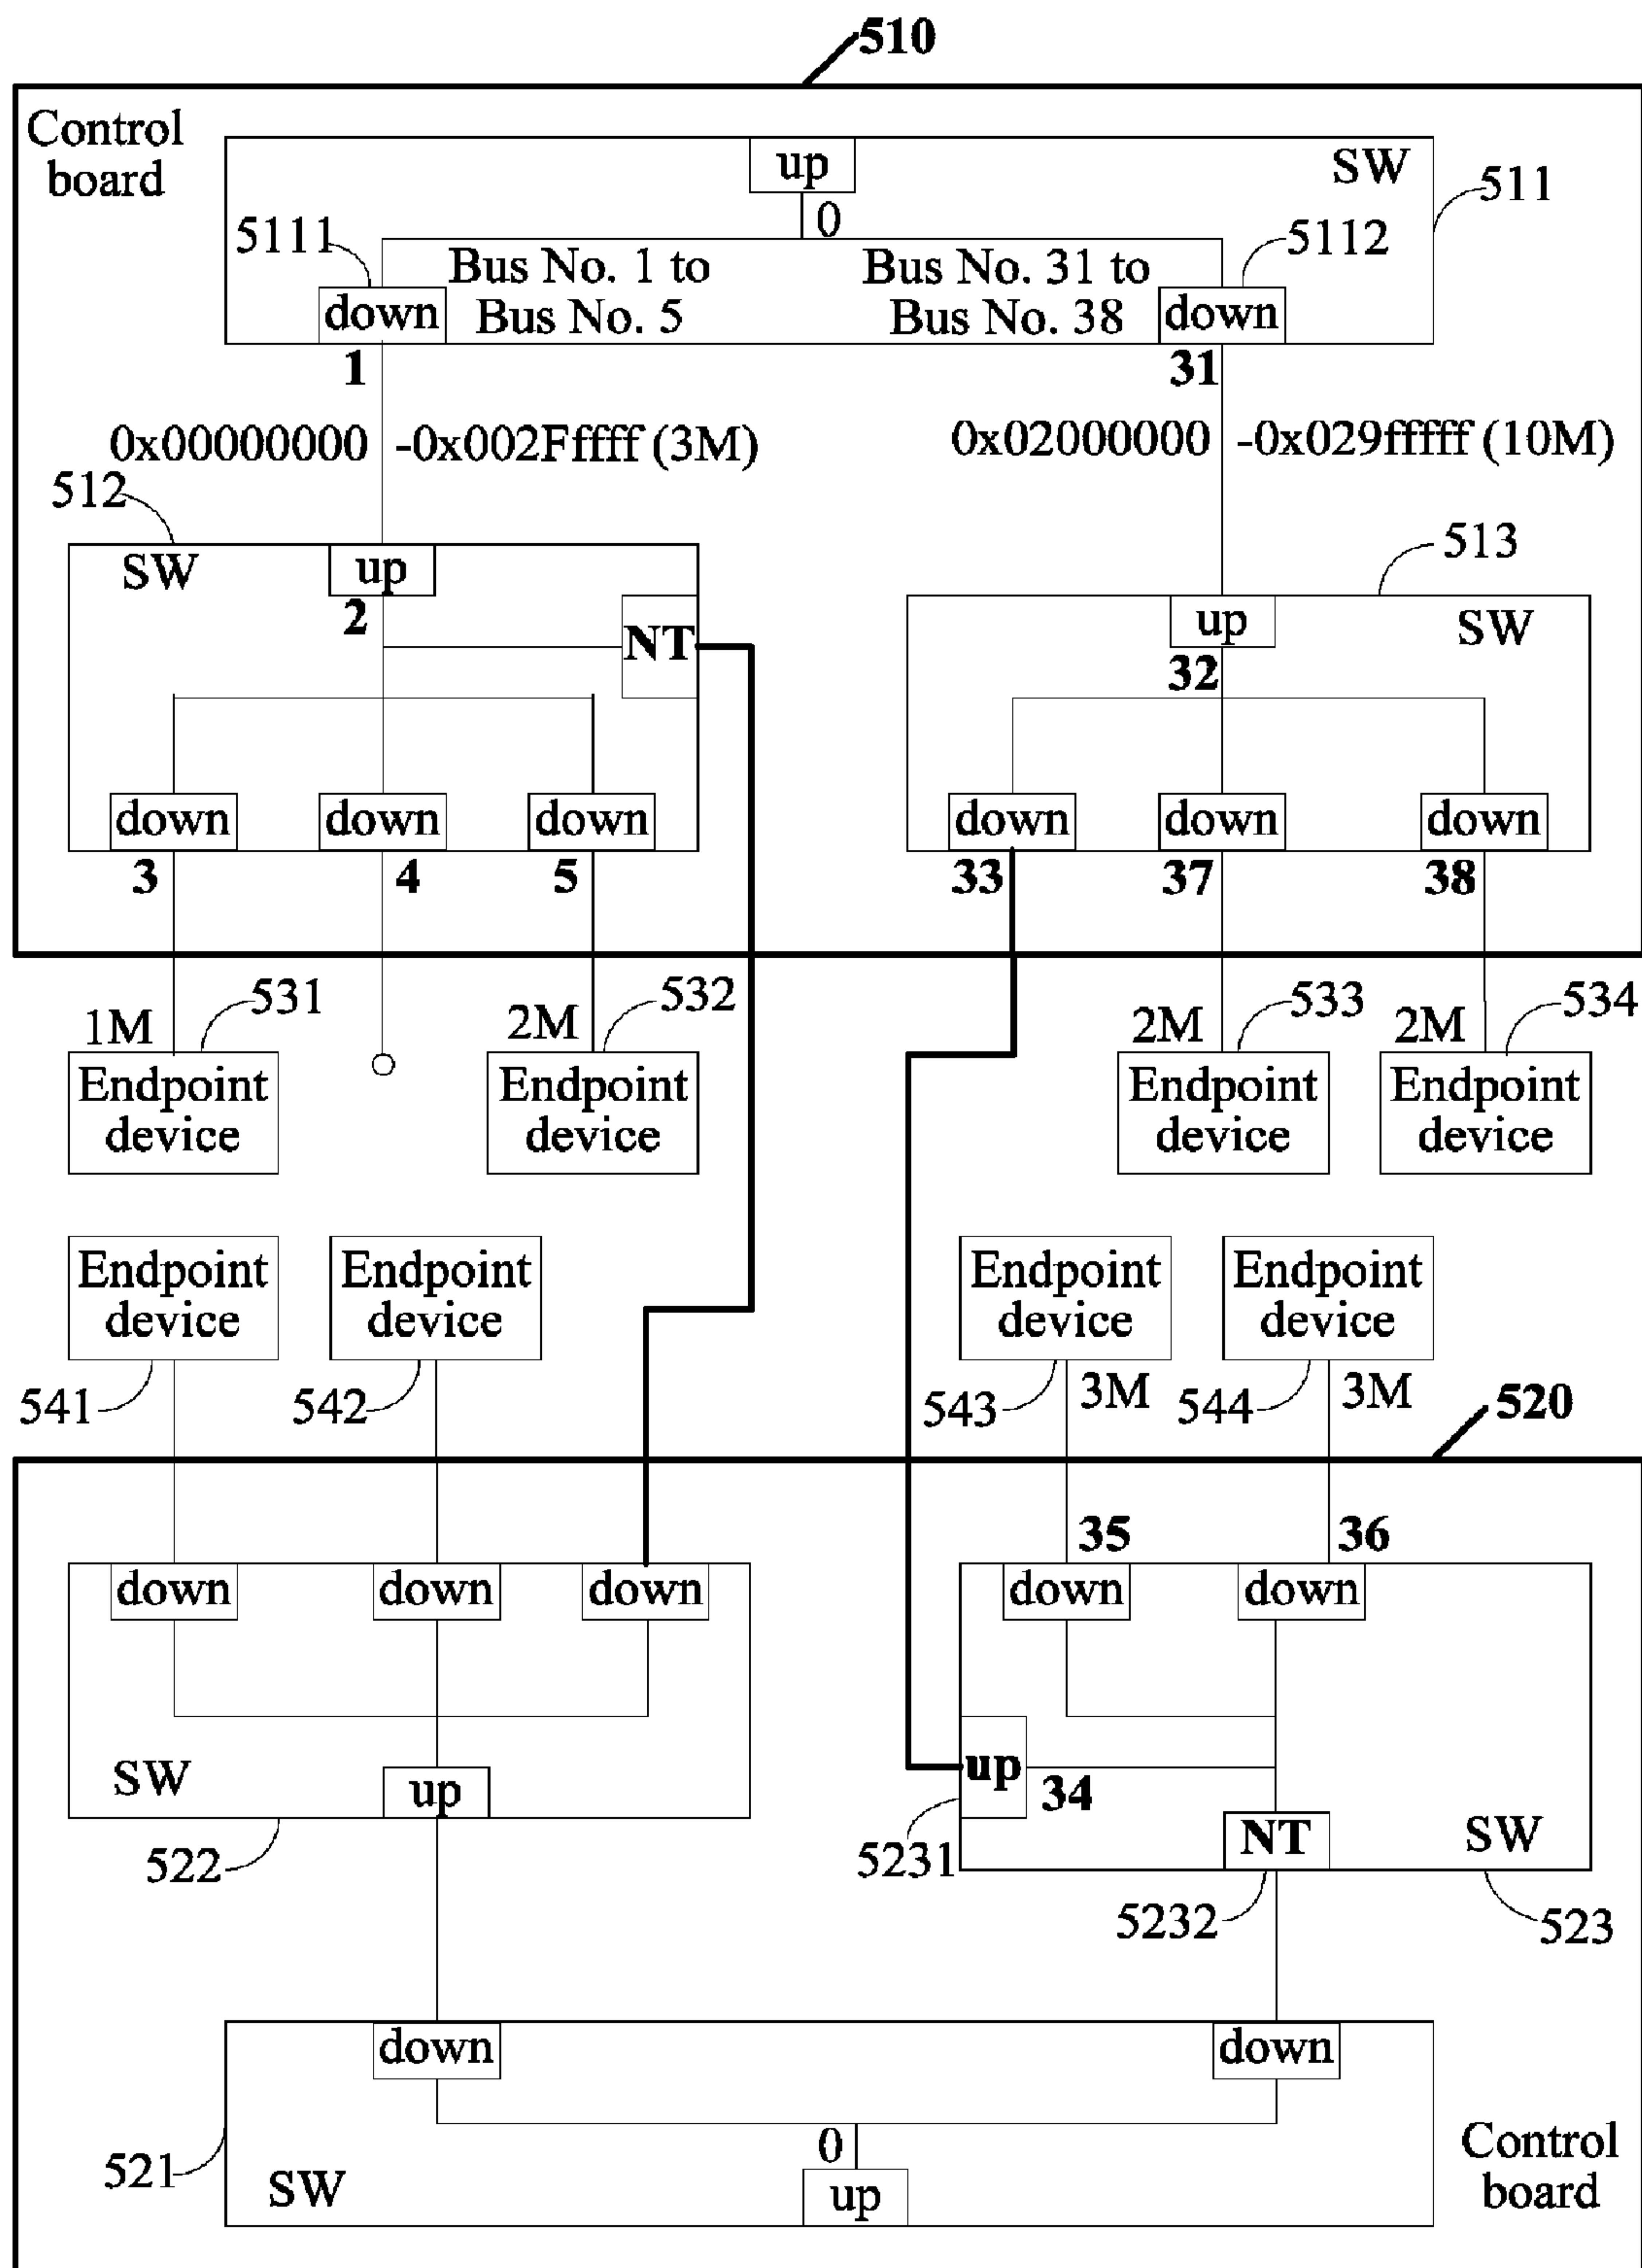 510
Control
board
up
SW
511
0
5111
5112
Bus No. 1 to
Bus No. 5
Bus No. 31 to
Bus No. 38
down
down
1
31
0x00000000
-0x002Fffff (3M)
0x02000000
-0x029fffff (10M)
512
513
SW
up
2
NT
up
SW
32
down
down
down
down
down
down
3
4
5
33
37
38
1M
531
2M
532
2M
533
2M
534
Endpoint
device
Endpoint
device
Endpoint
device
Endpoint
device
Endpoint
device
Endpoint
device
Endpoint
device
Endpoint
device
541
542
543
3M
544
3M
520
35
36
down
down
down
down
down
SW
up
up
34
NT
SW
522
5231
5232
523
down
down
521
SW
0
up
Control
board